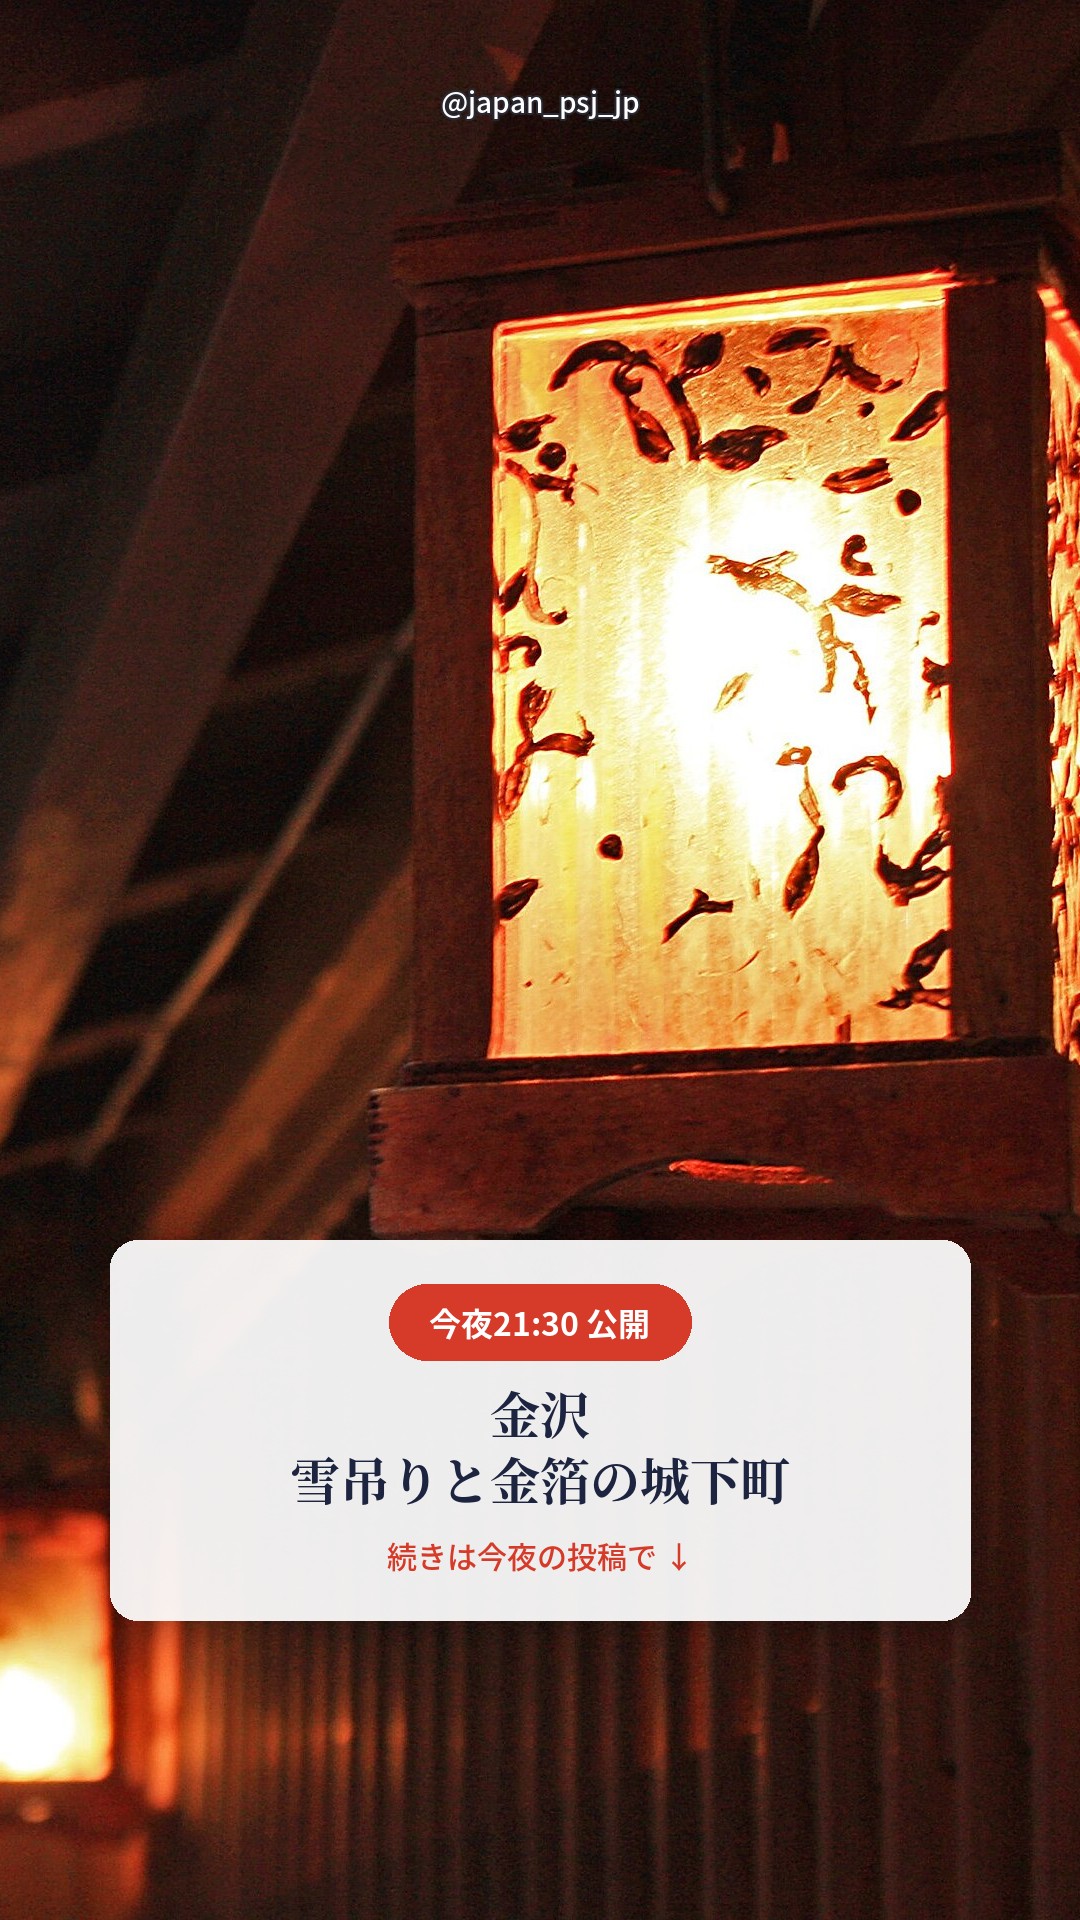 @japan_psj_jp
今夜21:30 公開
金沢
雪吊りと金箔の城下町
続きは今夜の投稿で ↓